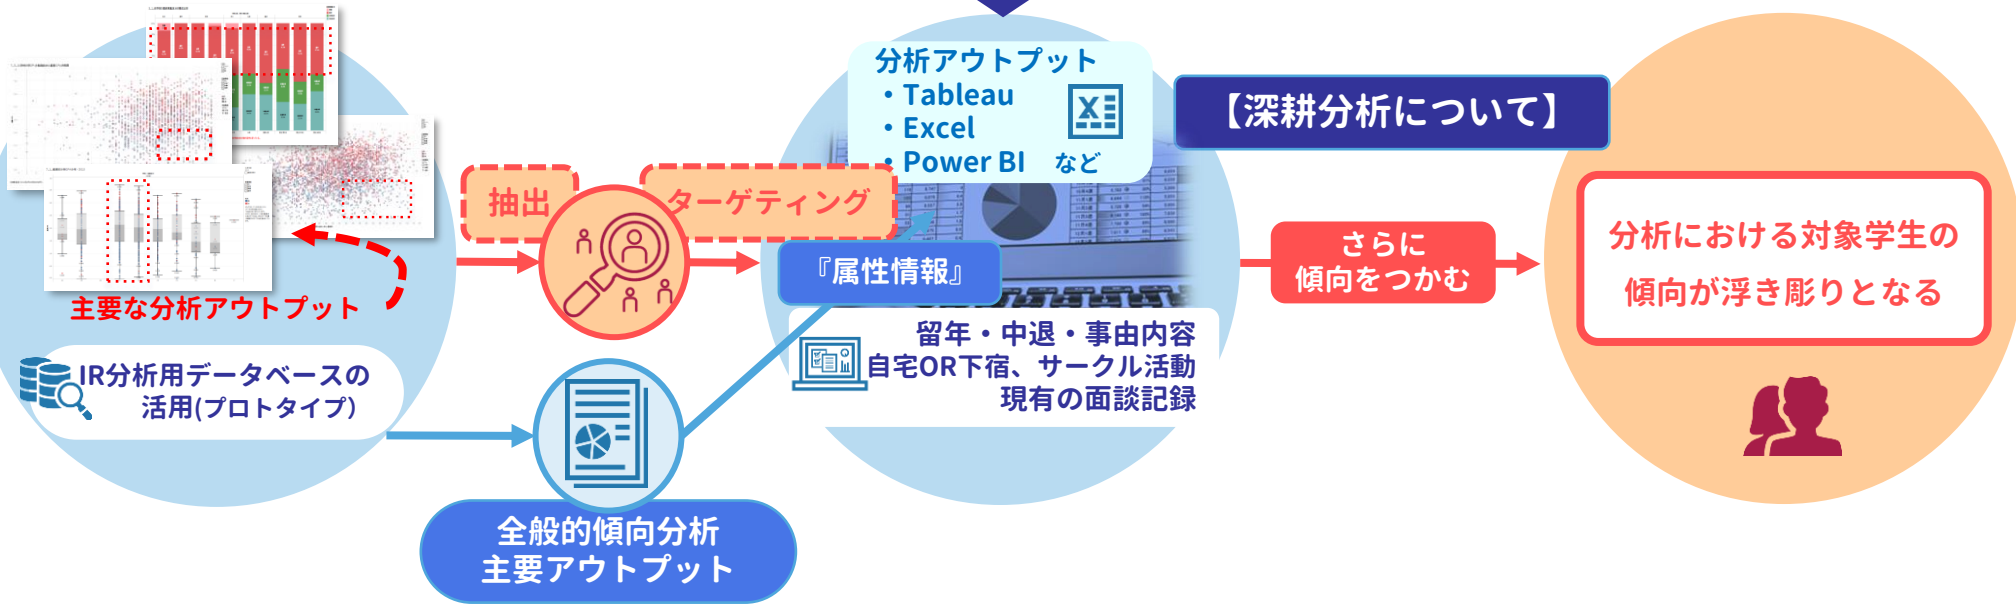 主要な分析アウトプット
IR分析用データベースの
活用(プロトタイプ)
抽出
ターゲティング
全般的傾向分析
主要アウトプット
分析アウトプット
・Tableau
・Excel
・Power BI など
『属性情報』
留年・中退・事由内容
自宅OR下宿、サークル活動
現有の面談記録
【深耕分析について】
さらに
傾向をつかむ
分析における対象学生の
傾向が浮き彫りとなる